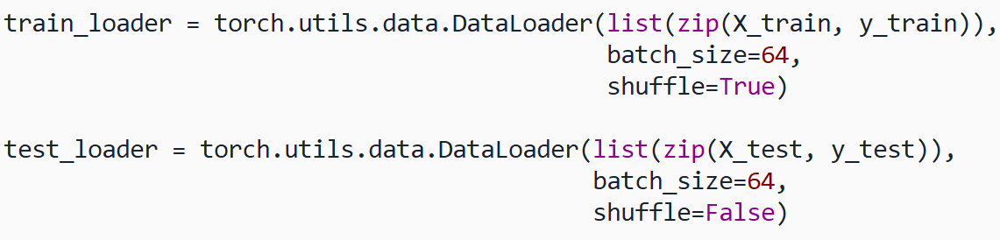 train_loader = torch.utils.data.DataLoader(list(zip(X_train, y_train)),
batch_size=64,
shuffle=True)
test_loader = torch.utils.data.DataLoader(list(zip(X_test, y_test)),
batch_size=64,
shuffle=False)